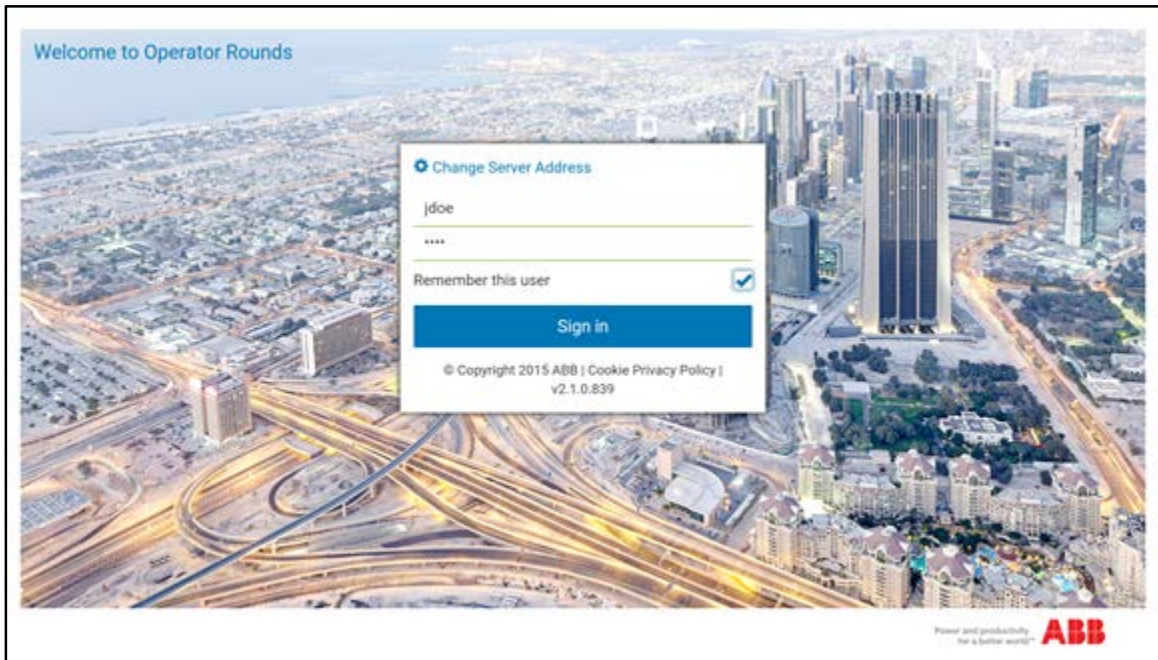 Welcome to Operator Rounds
Change Server Address
jdoe
••••
Remember this user
Sign in
© Copyright 2015 ABB | Cookie Privacy Policy |
v2.1.0.839
Power and productivity
for a better world™
ABB